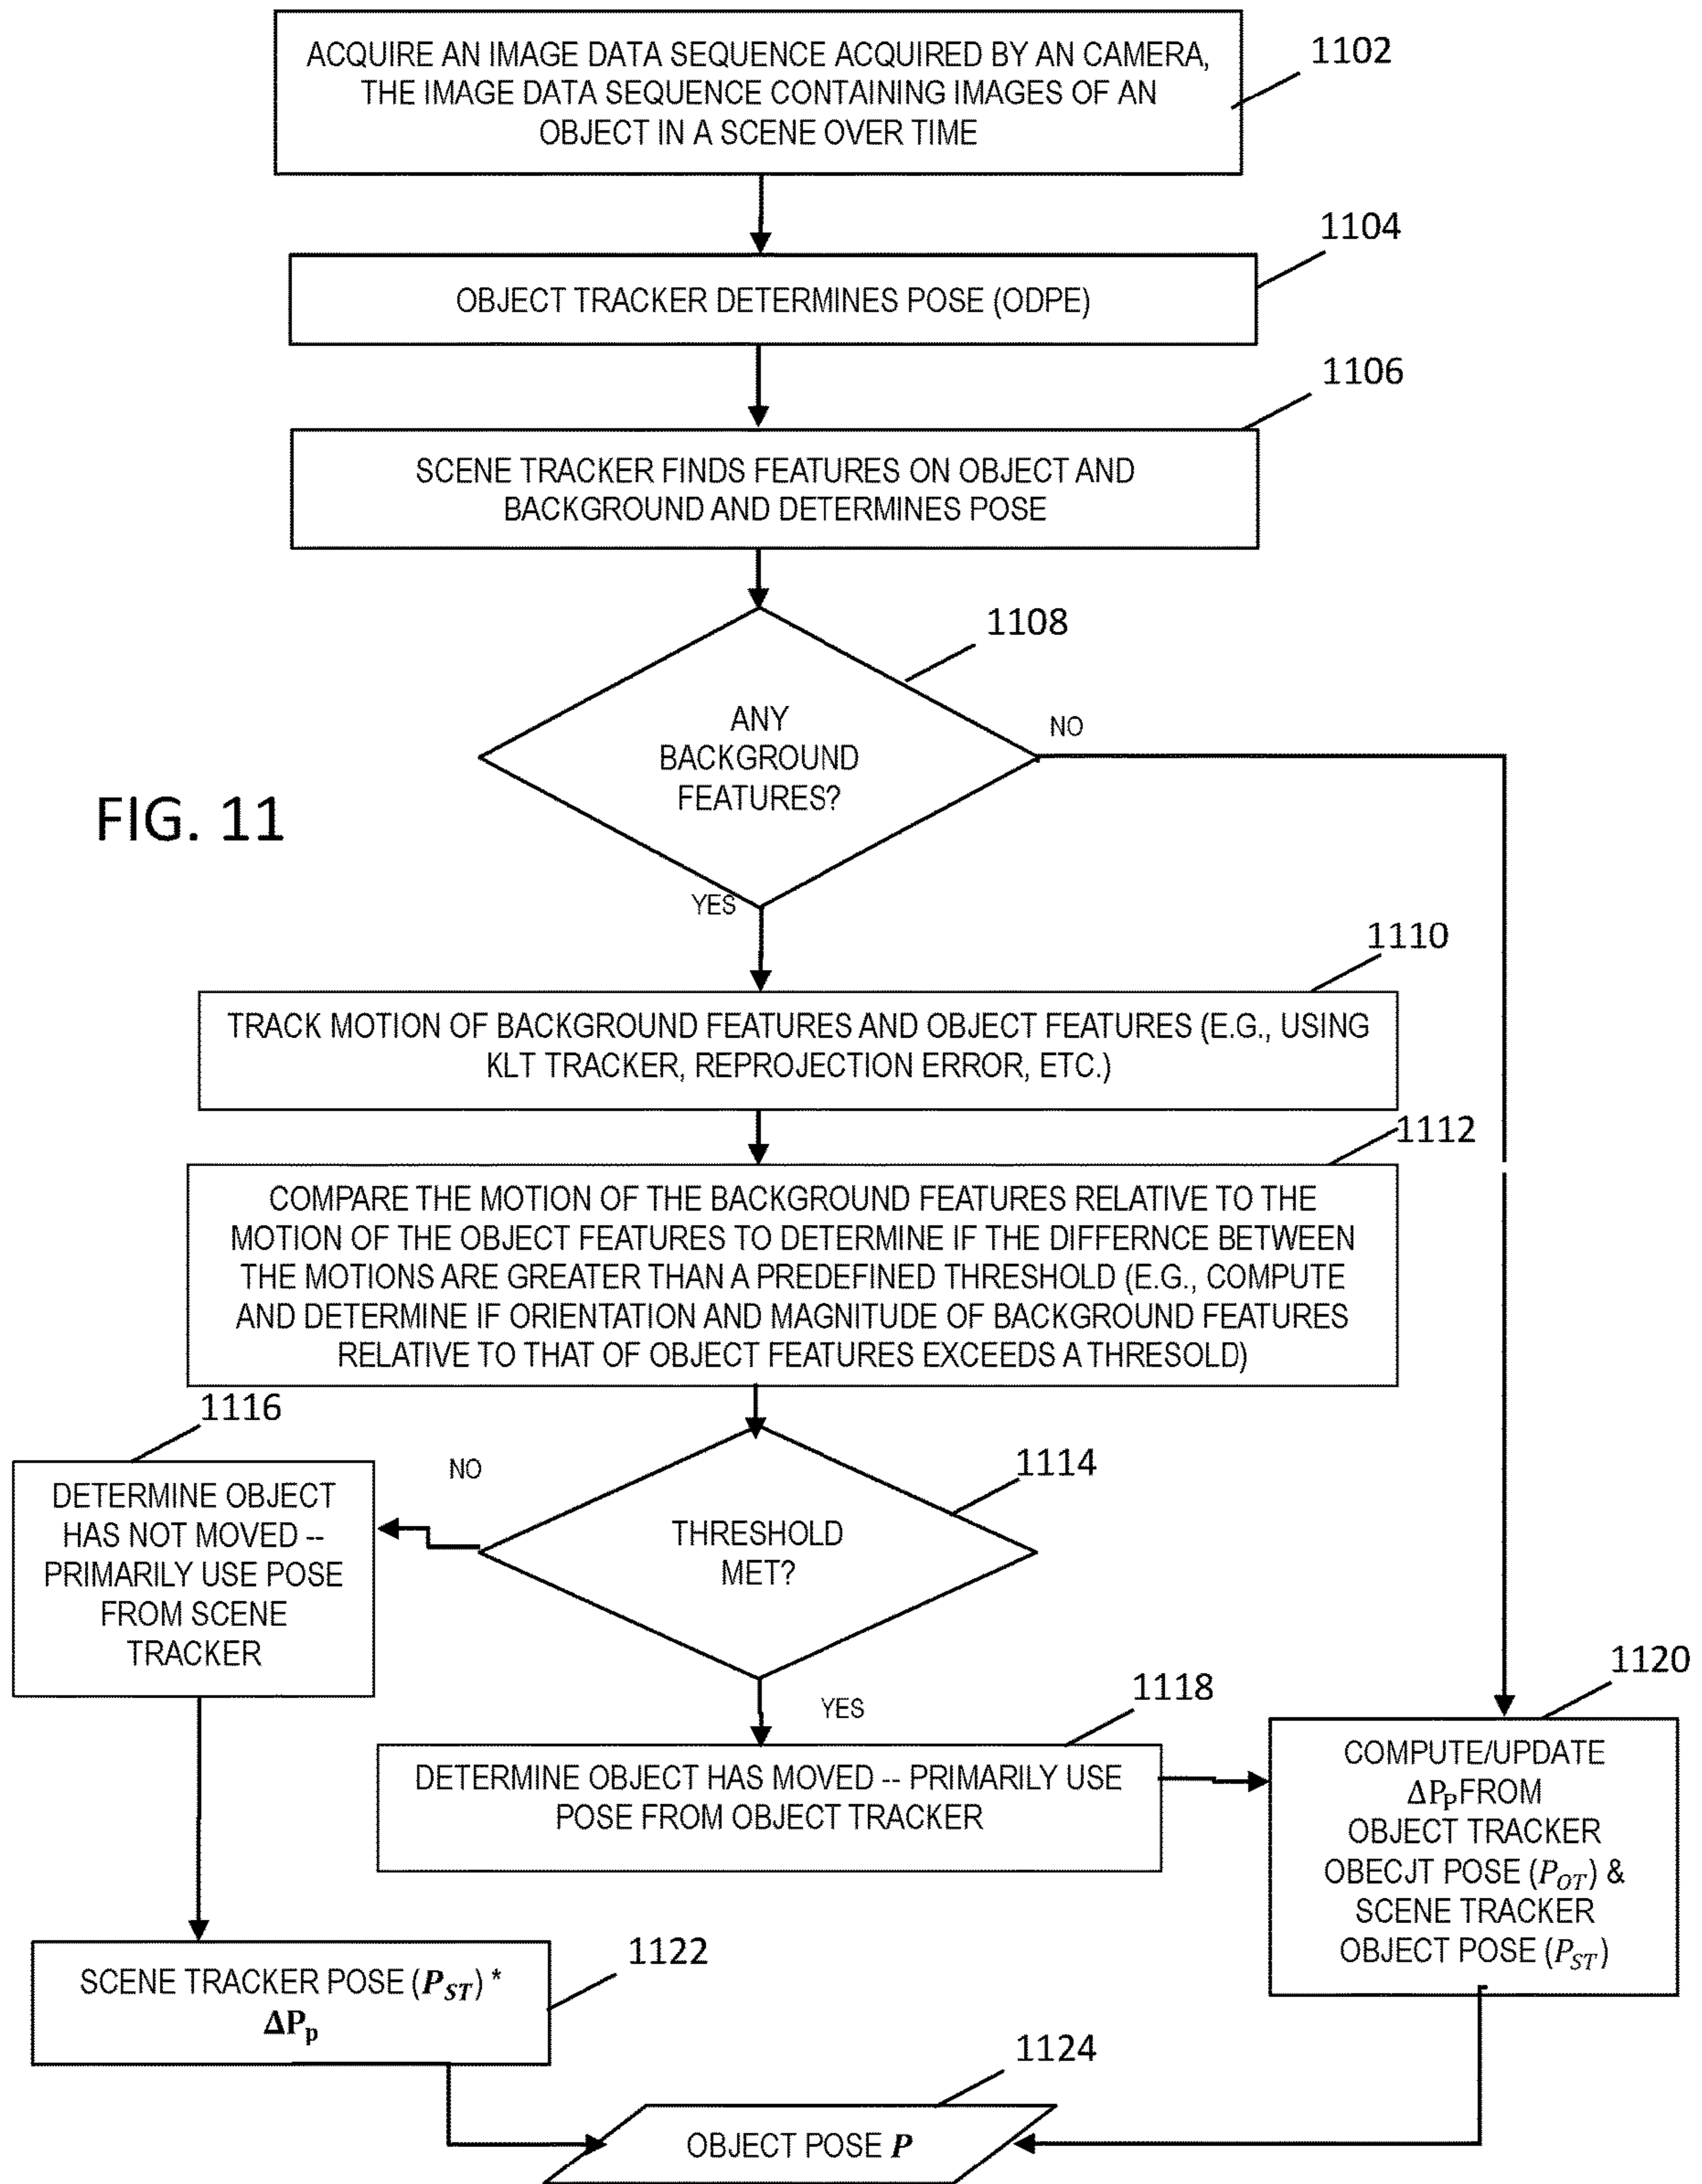 ACQUIRE AN IMAGE DATA SEQUENCE ACQUIRED BY AN CAMERA,
THE IMAGE DATA SEQUENCE CONTAINING IMAGES OF AN
OBJECT IN A SCENE OVER TIME
1102
1104
OBJECT TRACKER DETERMINES POSE (ODPE)
1106
SCENE TRACKER FINDS FEATURES ON OBJECT AND
BACKGROUND AND DETERMINES POSE
1108
ANY
BACKGROUND
FEATURES?
NO
FIG. 11
YES
1110
TRACK MOTION OF BACKGROUND FEATURES AND OBJECT FEATURES (E.G., USING
KLT TRACKER, REPROJECTION ERROR, ETC.)
1112
COMPARE THE MOTION OF THE BACKGROUND FEATURES RELATIVE TO THE
MOTION OF THE OBJECT FEATURES TO DETERMINE IF THE DIFFERNCE BETWEEN
THE MOTIONS ARE GREATER THAN A PREDEFINED THRESHOLD (E.G., COMPUTE
AND DETERMINE IF ORIENTATION AND MAGNITUDE OF BACKGROUND FEATURES
RELATIVE TO THAT OF OBJECT FEATURES EXCEEDS A THRESOLD)
1116
NO
1114
THRESHOLD
MET?
DETERMINE OBJECT
HAS NOT MOVED --
PRIMARILY USE POSE
FROM SCENE
TRACKER
YES
1118
DETERMINE OBJECT HAS MOVED -- PRIMARILY USE
POSE FROM OBJECT TRACKER
1120
COMPUTE/UPDATE
ΔPP FROM
OBJECT TRACKER
OBECJT POSE (POT) &
SCENE TRACKER
OBJECT POSE (PST)
1122
SCENE TRACKER POSE (PST) *
ΔPp
1124
OBJECT POSE P